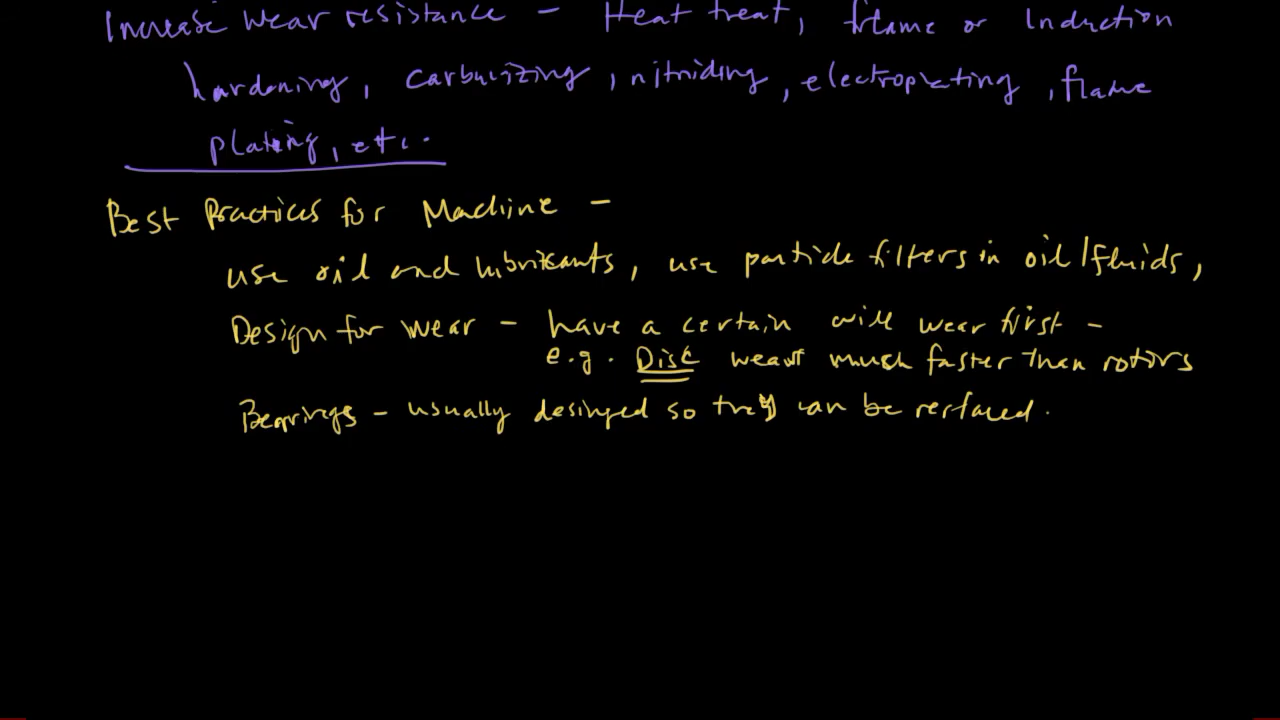 Increase wear resistance - Heat treat, flame or Induction
hardening, carburizing, nitriding, electroplating, flame
plating, etc.
Best Practices for Machine -
use oil and lubricants, use particle filters in oil/fluids,
Design for wear - have a certain will wear first -
e.g. Disk wears much faster than rotors
Bearings - usually desinged so they can be replaced.